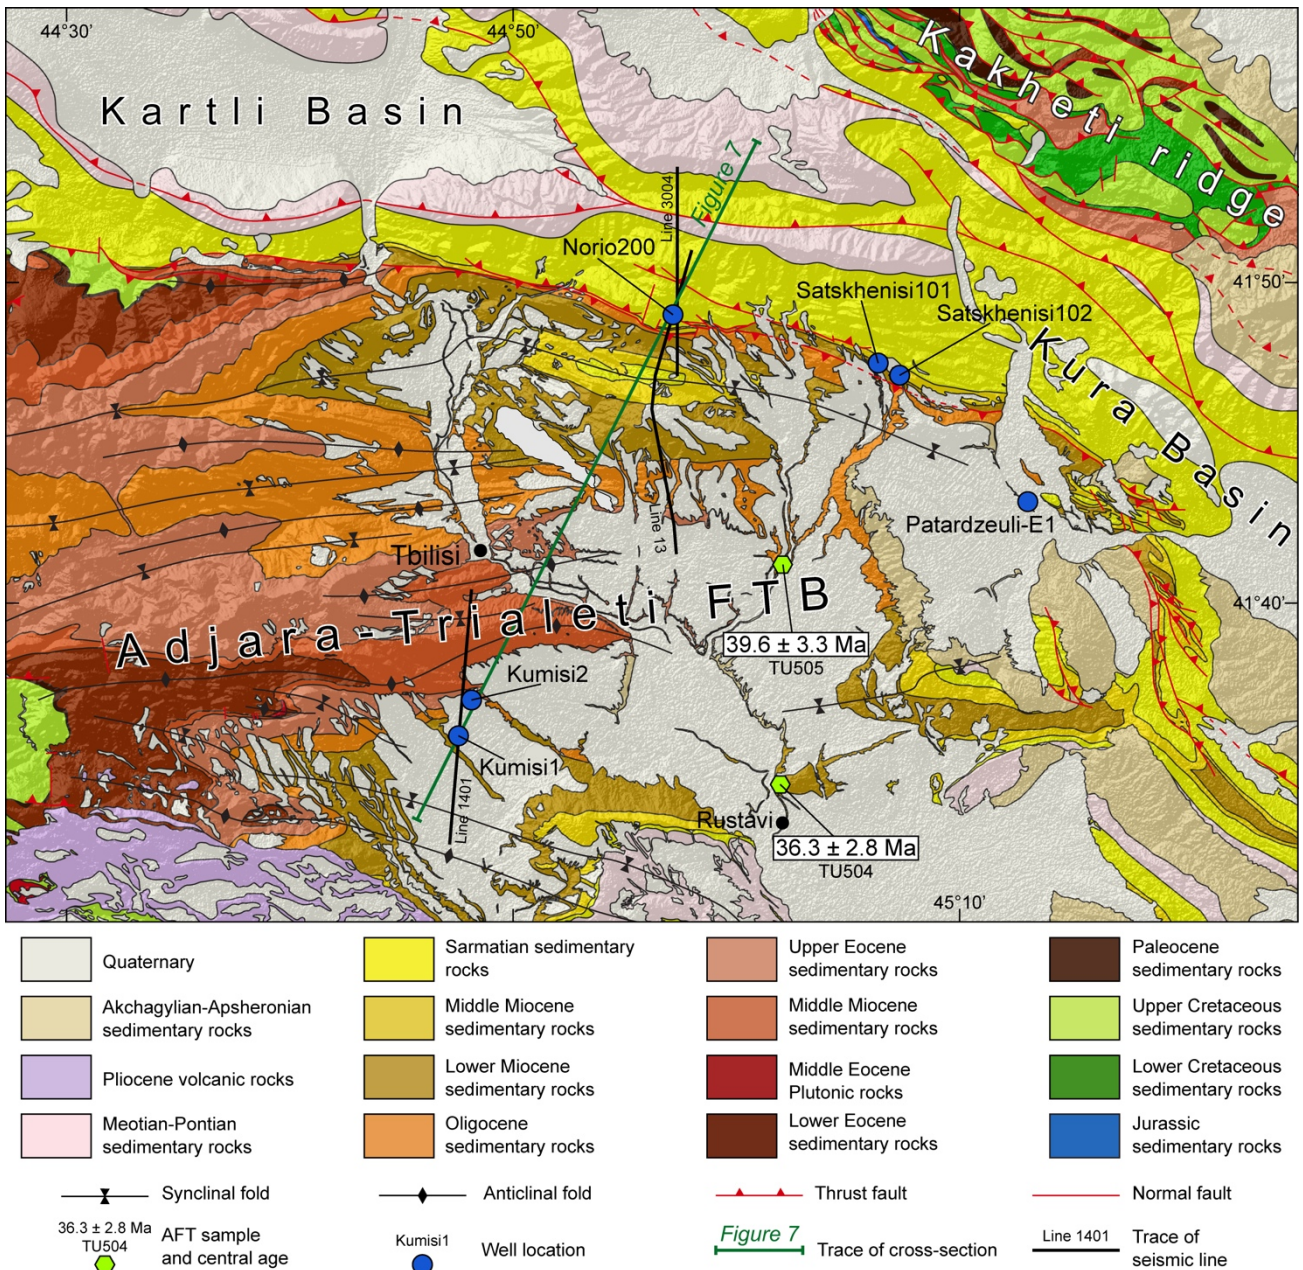 44°30'
44°50'
Kartli Basin
Kakheti ridge
Figure 7
Line 3004
Norio200
41°50'
Satskhenisi101
Satskhenisi102
Kura Basin
Line 13
Patardzeuli-E1
Tbilisi
Adjara-Trialeti FTB
41°40'
39.6 ± 3.3 Ma
TU505
Kumisi2
Kumisi1
Line 1401
Rustavi
36.3 ± 2.8 Ma
TU504
45°10'
Quaternary
Akchagylian-Apsheronian
sedimentary rocks
Pliocene volcanic rocks
Meotian-Pontian
sedimentary rocks
Sarmatian sedimentary
rocks
Middle Miocene
sedimentary rocks
Lower Miocene
sedimentary rocks
Oligocene
sedimentary rocks
Upper Eocene
sedimentary rocks
Middle Miocene
sedimentary rocks
Middle Eocene
Plutonic rocks
Lower Eocene
sedimentary rocks
Paleocene
sedimentary rocks
Upper Cretaceous
sedimentary rocks
Lower Cretaceous
sedimentary rocks
Jurassic
sedimentary rocks
Synclinal fold
Anticlinal fold
Thrust fault
Normal fault
36.3 ± 2.8 Ma
TU504
AFT sample
and central age
Kumisi1
Well location
Figure 7
Trace of cross-section
Line 1401
Trace of
seismic line